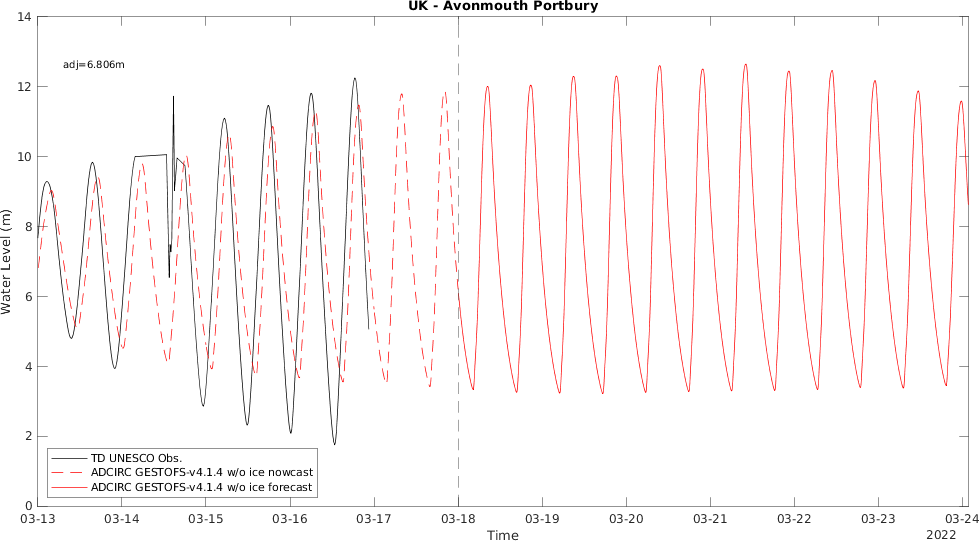 UK - Avonmouth Portbury
14
12
10
8
6
4
2
0
Water Level (m)
adj=6.806m
TD UNESCO Obs.
ADCIRC GESTOFS-v4.1.4 w/o ice nowcast
ADCIRC GESTOFS-v4.1.4 w/o ice forecast
03-13 03-14 03-15 03-16 03-17 03-18 03-19 03-20 03-21 03-22 03-23 03-24
Time
2022